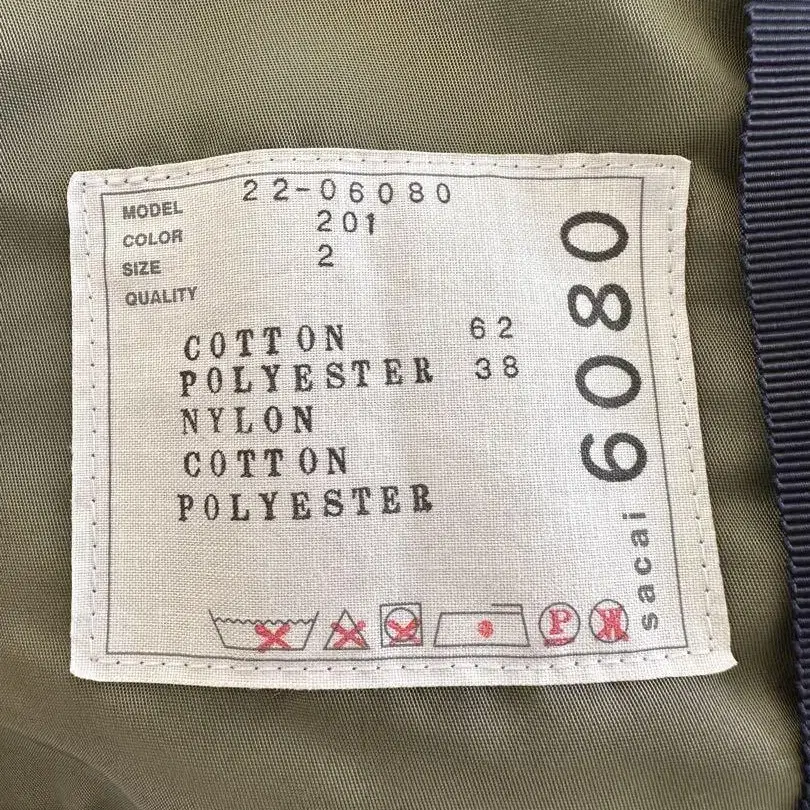 MODEL 22-06080
COLOR 201
SIZE 2
QUALITY
COTTON 62
POLYESTER 38
NYLON
COTTON
POLYESTER
P
W
sacai 6080